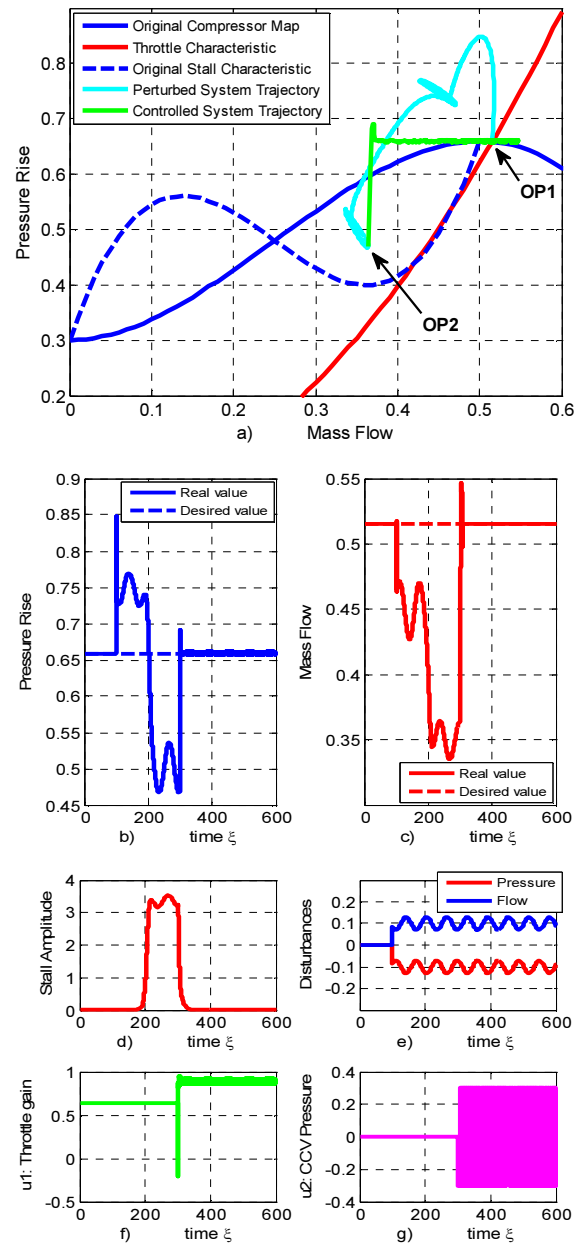 Original Compressor Map
Throttle Characteristic
Original Stall Characteristic
Perturbed System Trajectory
Controlled System Trajectory
0.8
0.7
0.6
0.5
0.4
0.3
0.2
Pressure Rise
OP1
OP2
0 0.1 0.2 0.3 0.4 0.5 0.6
a) Mass Flow
0.9
0.85
0.8
0.75
0.7
0.65
0.6
0.55
0.5
0.45
Pressure Rise
Real value
Desired value
0 200 400 600
b) time ξ
0.55
0.5
0.45
0.4
0.35
Mass Flow
Real value
Desired value
0 200 400 600
c) time ξ
4
3
2
1
0
Stall Amplitude
0 200 400 600
d) time ξ
0.2
0.1
0
-0.1
-0.2
Disturbances
Pressure
Flow
0 200 400 600
e) time ξ
1
0.5
0
-0.5
u1: Throttle gain
0 200 400 600
f) time ξ
0.4
0.2
0
-0.2
-0.4
u2: CCV Pressure
0 200 400 600
g) time ξ